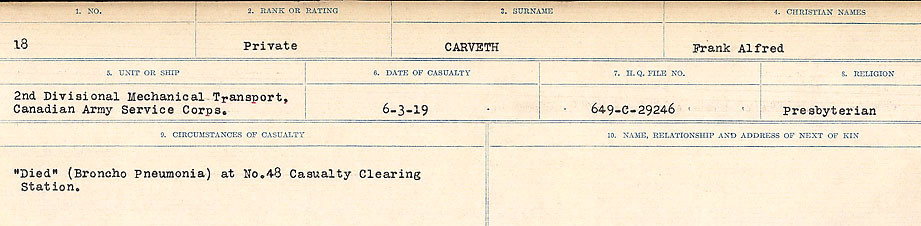 1. NO.
2. RANK OR RATING
3. SURNAME
4. CHRISTIAN NAMES
18
Private
CARVETH
Frank Alfred
5. UNIT OR SHIP
6. DATE OF CASUALTY
7. H.Q. FILE NO.
8. RELIGION
2nd Divisional Mechanical Transport,
Canadian Army Service Corps.
6-3-19
649-C-29246
Presbyterian
9. CIRCUMSTANCES OF CASUALTY
10. NAME, RELATIONSHIP AND ADDRESS OF NEXT OF KIN
"Died" (Broncho Pneumonia) at No.48 Casualty Clearing
Station.